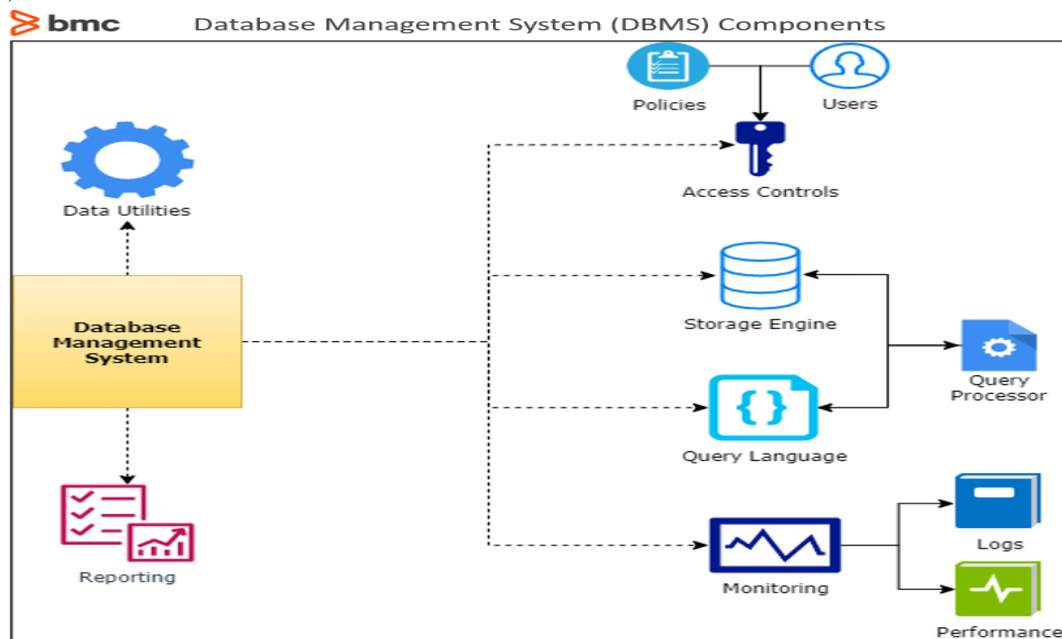 bmc Database Management System (DBMS) Components
Policies
Users
Access Controls
Data Utilities
Database
Management
System
Storage Engine
Query
Processor
Query Language
Reporting
Monitoring
Logs
Performance